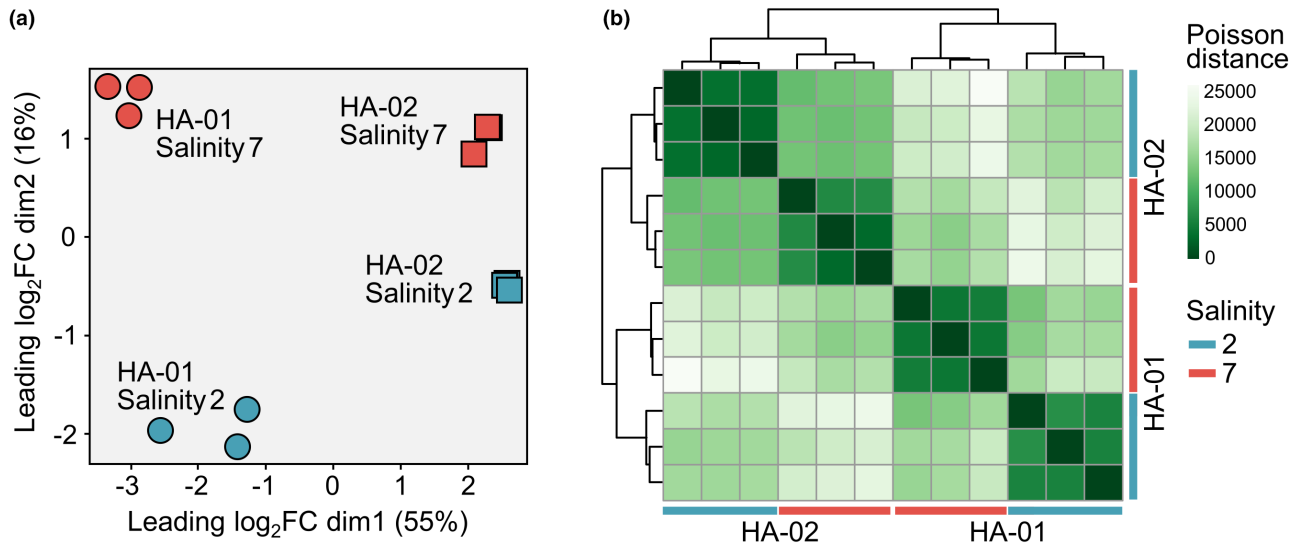 (a)
Leading log2FC dim2 (16%)
1
0
-1
-2
HA-01
Salinity 7
HA-02
Salinity 7
HA-02
Salinity 2
HA-01
Salinity 2
-3
-2
-1
0
1
2
Leading log2FC dim1 (55%)
(b)
HA-02
HA-01
HA-02
HA-01
Poisson
distance
25000
20000
15000
10000
5000
0
Salinity
2
7